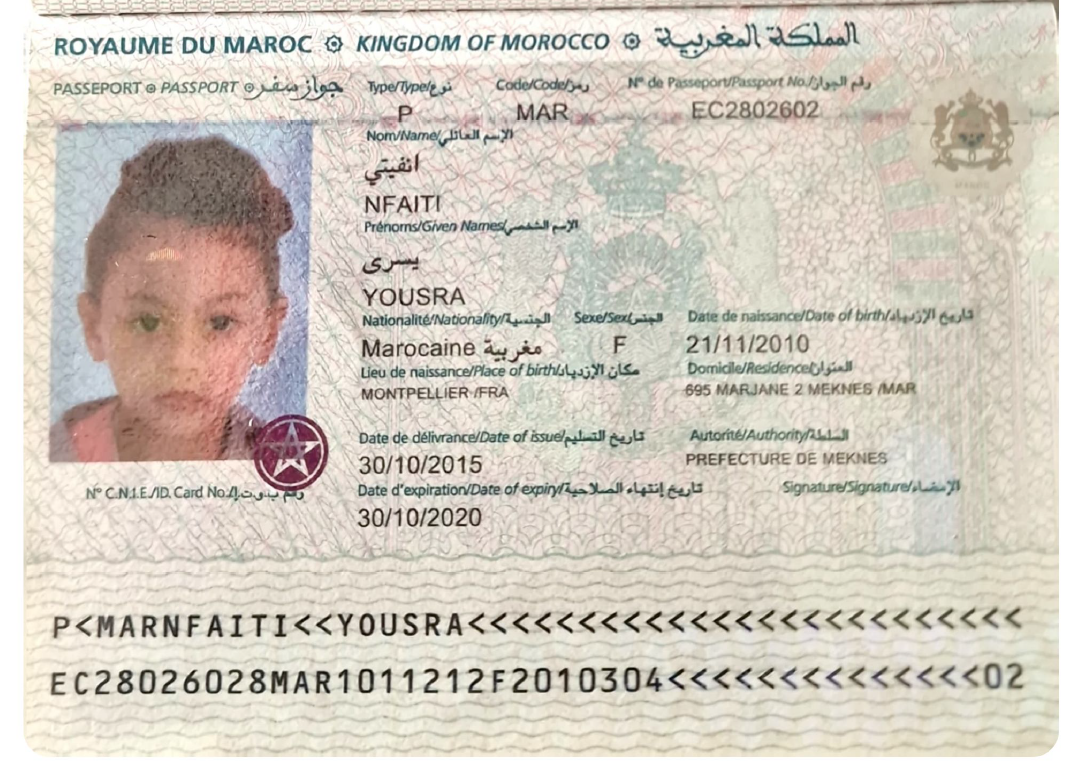 ROYAUME DU MAROC KINGDOM OF MOROCCO المملكة المغربية
PASSEPORT PASSPORT جواز سفر
Type/Type/نوع Code/Code/رمز N° de Passeport/Passport No./رقم الجواز
P MAR EC2802602
Nom/Name/الإسم العائلي
انفيتي
NFAITI
Prénoms/Given Names/الإسم الشخصي
يسرى
YOUSRA
Nationalité/Nationality/الجنسية Sexe/Sex/الجنس Date de naissance/Date of birth/تاريخ الإزدياد
Marocaine مغربية F 21/11/2010
Lieu de naissance/Place of birth/مكان الإزدياد Domicile/Residence/العنوان
MONTPELLIER /FRA 695 MARJANE 2 MEKNES /MAR
Date de délivrance/Date of issue/تاريخ التسليم Autorité/Authority/السلطة
30/10/2015 PREFECTURE DE MEKNES
N° C.N.I.E./ID. Card No./رقم ب.و.ت.إ. Date d'expiration/Date of expiry/تاريخ إنتهاء الصلاحية Signature/Signature/الإمضاء
30/10/2020
P<MARNFAITI<<YOUSRA<<<<<<<<<<<<<<<<<<<<<<<<<
EC28026028MAR1011212F2010304<<<<<<<<<<<<<<02